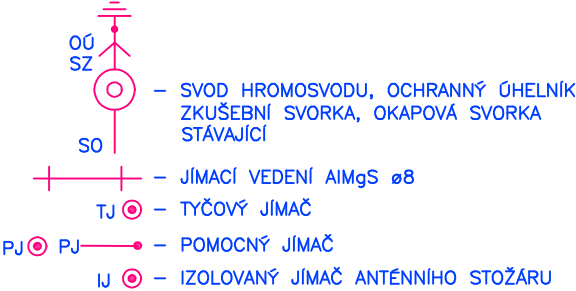 OÚ
SZ
– SVOD HROMOSVODU, OCHRANNÝ ÚHELNÍK
ZKUŠEBNÍ SVORKA, OKAPOVÁ SVORKA
STÁVAJÍCÍ
SO
– JÍMACÍ VEDENÍ AlMgS ø8
TJ – TYČOVÝ JÍMAČ
PJ PJ – POMOCNÝ JÍMAČ
IJ – IZOLOVANÝ JÍMAČ ANTÉNNÍHO STOŽÁRU